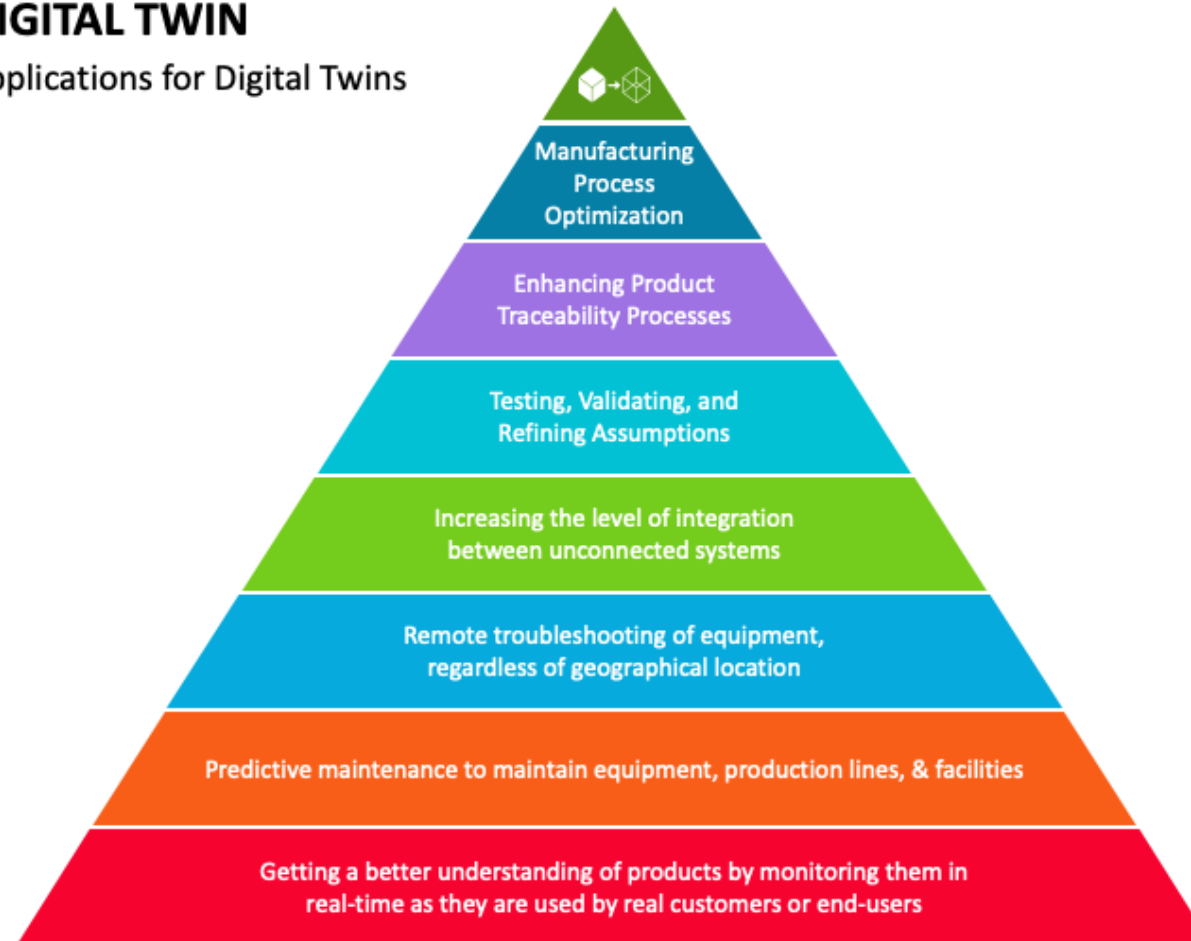 IGITAL TWIN
plications for Digital Twins
Manufacturing
Process
Optimization
Enhancing Product
Traceability Processes
Testing, Validating, and
Refining Assumptions
Increasing the level of integration
between unconnected systems
Remote troubleshooting of equipment,
regardless of geographical location
Predictive maintenance to maintain equipment, production lines, & facilities
Getting a better understanding of products by monitoring them in
real-time as they are used by real customers or end-users